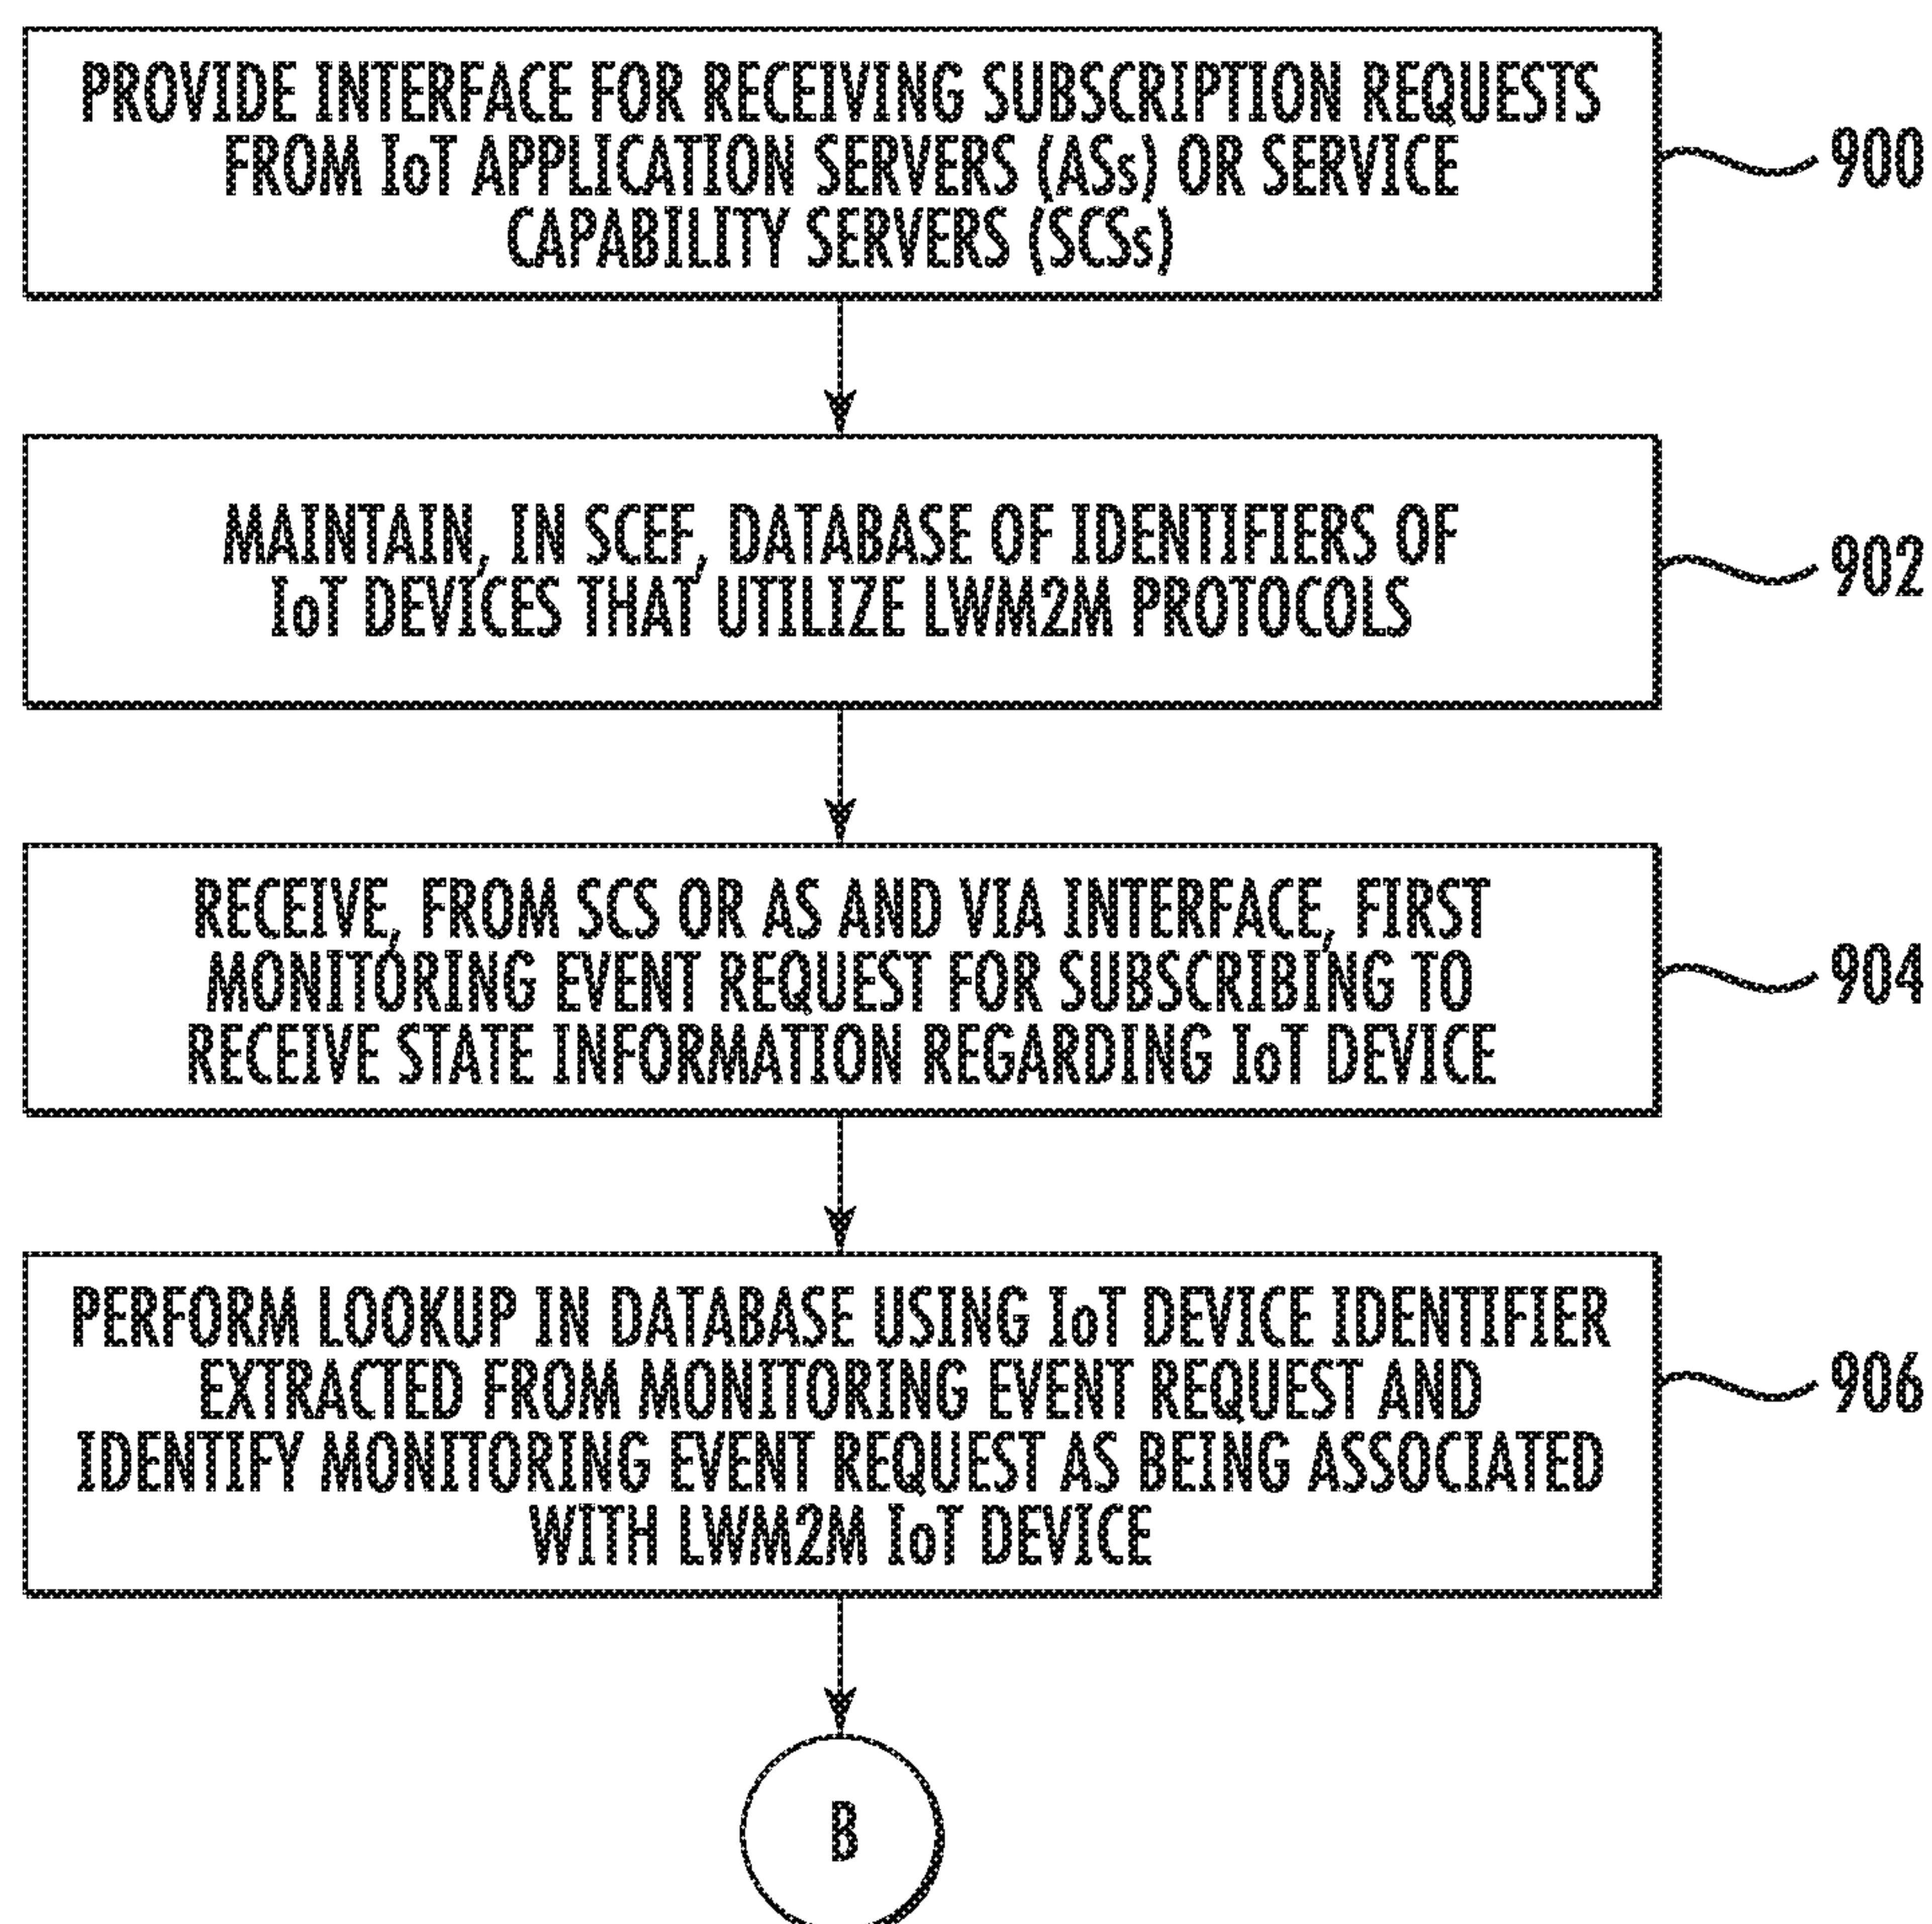 PROVIDE INTERFACE FOR RECEIVING SUBSCRIPTION REQUESTS
FROM IoT APPLICATION SERVERS (ASs) OR SERVICE
CAPABILITY SERVERS (SCSs)
900
MAINTAIN, IN SCEF, DATABASE OF IDENTIFIERS OF
IoT DEVICES THAT UTILIZE LWM2M PROTOCOLS
902
RECEIVE, FROM SCS OR AS AND VIA INTERFACE, FIRST
MONITORING EVENT REQUEST FOR SUBSCRIBING TO
RECEIVE STATE INFORMATION REGARDING IoT DEVICE
904
PERFORM LOOKUP IN DATABASE USING IoT DEVICE IDENTIFIER
EXTRACTED FROM MONITORING EVENT REQUEST AND
IDENTIFY MONITORING EVENT REQUEST AS BEING ASSOCIATED
WITH LWM2M IoT DEVICE
906
B